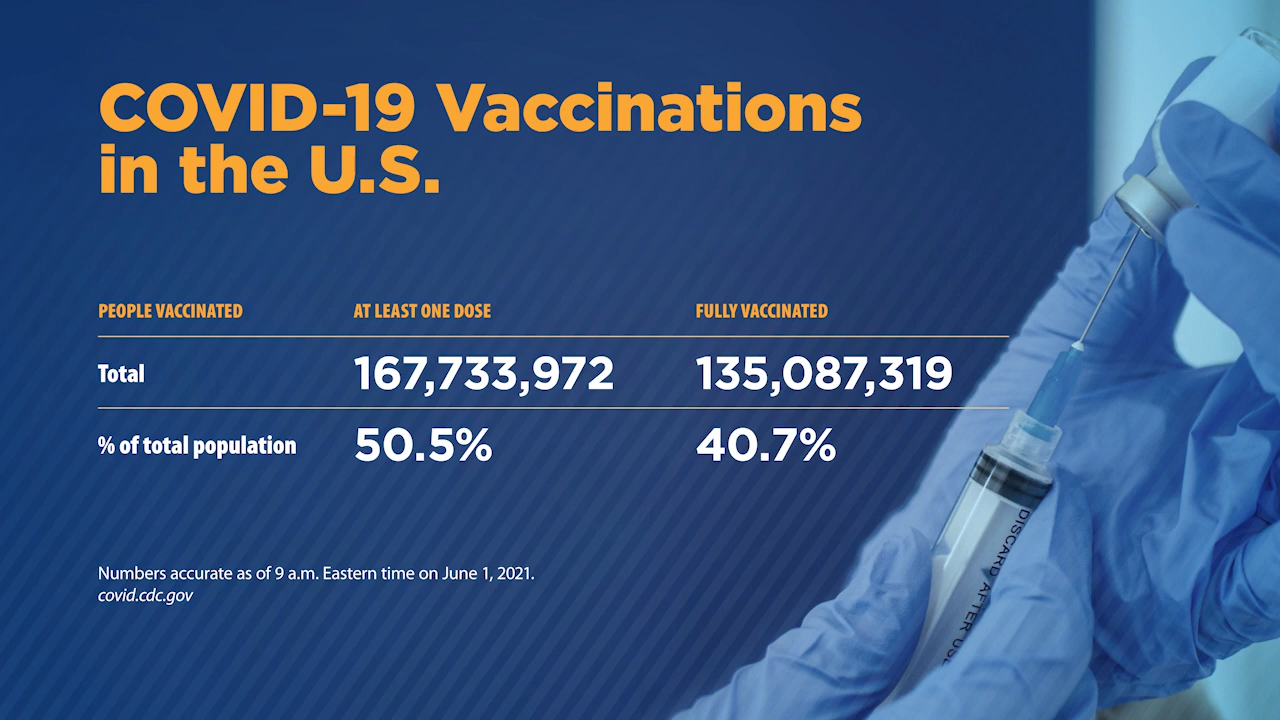 COVID-19 Vaccinations
in the U.S.
PEOPLE VACCINATED AT LEAST ONE DOSE FULLY VACCINATED
Total 167,733,972 135,087,319
% of total population 50.5% 40.7%
Numbers accurate as of 9 a.m. Eastern time on June 1, 2021.
covid.cdc.gov
DISCARD AFTER